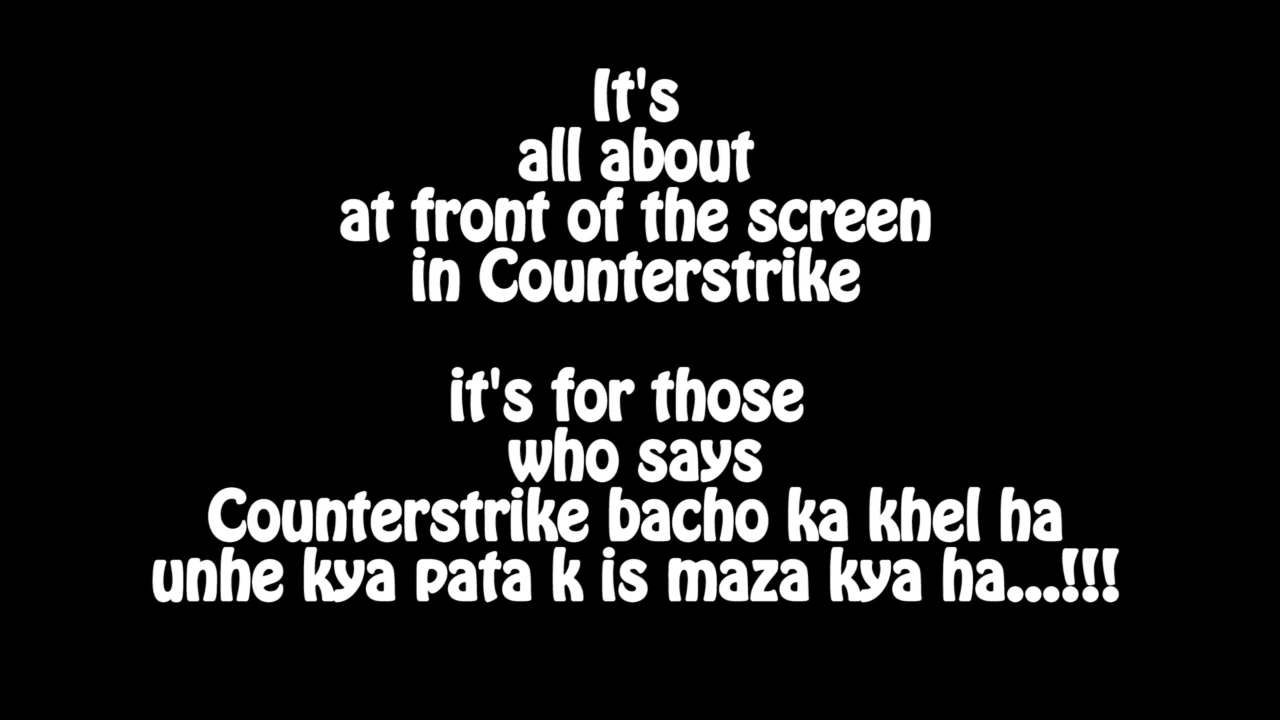 It's
all about
at front of the screen
in Counterstrike
it's for those
who says
Counterstrike bacho ka khel ha
unhe kya pata k is maza kya ha...!!!